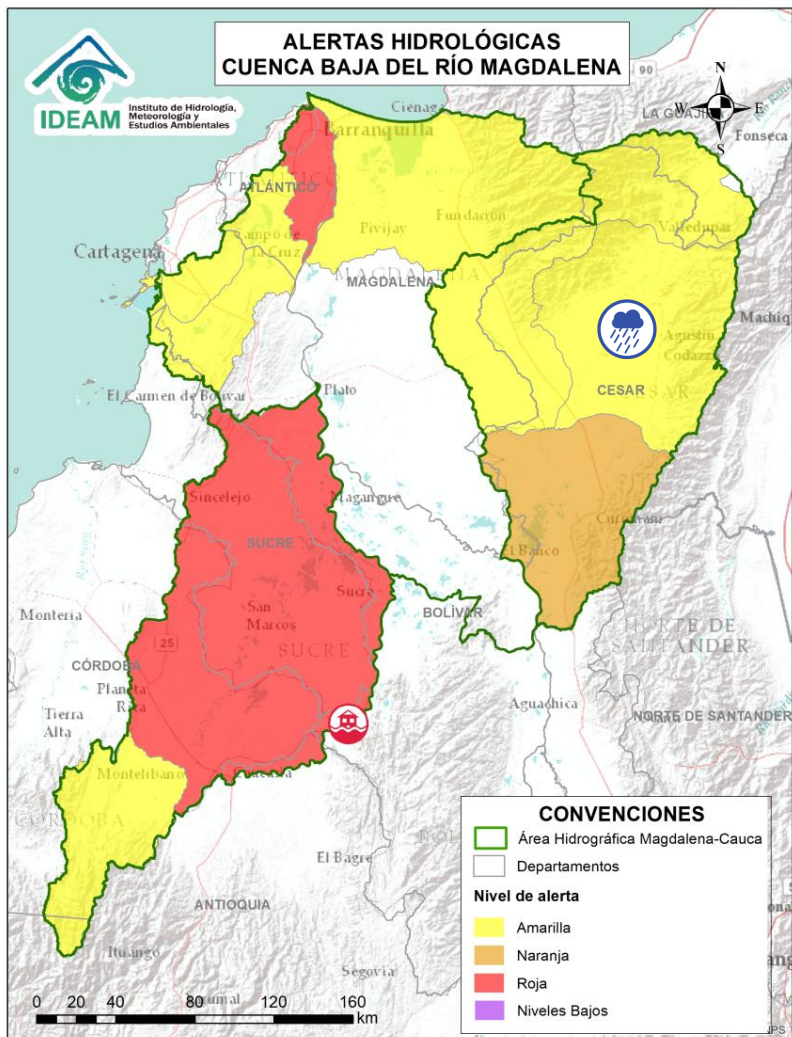 ALERTAS HIDROLÓGICAS
CUENCA BAJA DEL RÍO MAGDALENA
IDEAM
Instituto de Hidrología,
Meteorología y
Estudios Ambientales
N
W
E
S
90
Ciénaga
LA GUAJIRA
Fonseca
Barranquilla
ATLÁNTICO
Valledupar
Pivijay
Fundación
Campo de
la Cruz
Cartagena
MAGDALENA
MAGDALENA
Agustín
Codazzi
CESAR
El Carmen de Bolívar
Plato
Sincelejo
Magangué
SUCRE
El Banco
Sucre
San
Marcos
BOLÍVAR
SUCRE
Montería
25
CÓRDOBA
Planeta
Rica
Tierra
Alta
Aguachica
NORTE DE
SANTANDER
NORTE DE SANTANDER
Montelíbano
CÓRDOBA
El Bagre
ANTIOQUIA
Ituango
Segovia
CONVENCIONES
Área Hidrográfica Magdalena-Cauca
Departamentos
Nivel de alerta
Amarilla
Naranja
Roja
Niveles Bajos
0 20 40 80 120 160
km